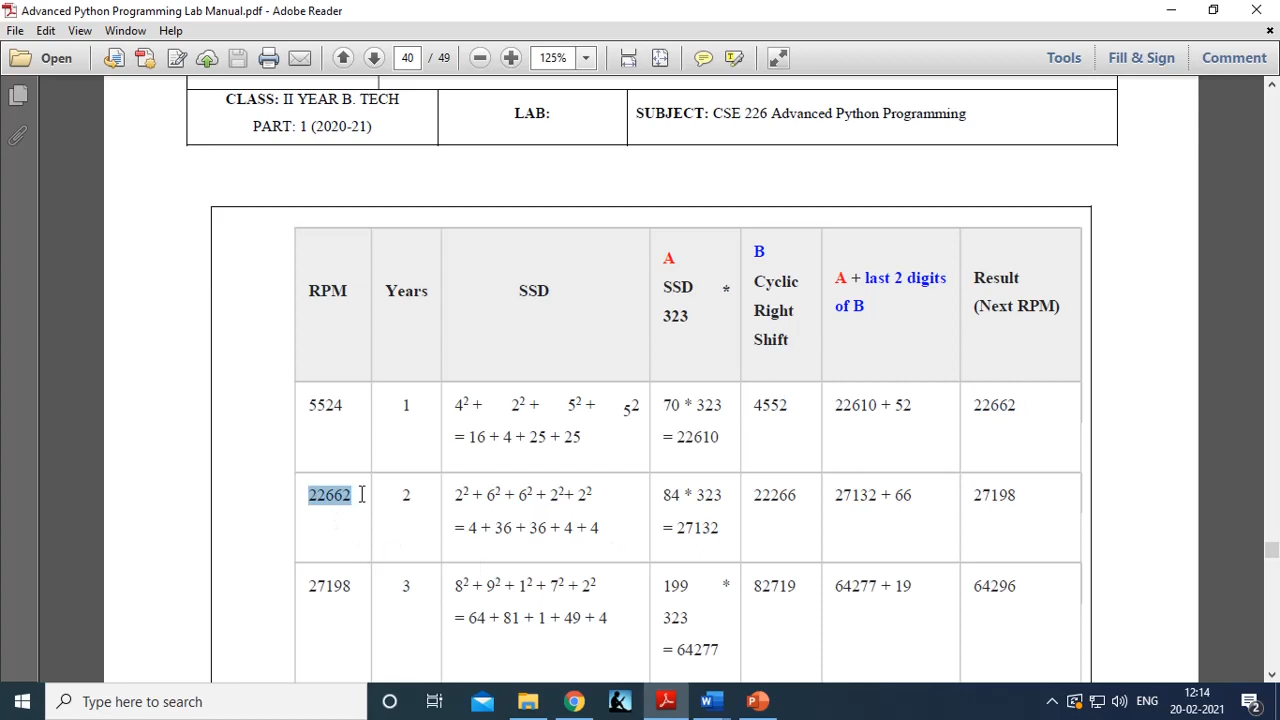 Advanced Python Programming Lab Manual.pdf - Adobe Reader
File Edit View Window Help
Open 40 / 49 125% Tools Fill & Sign Comment
CLASS: II YEAR B. TECH
PART: 1 (2020-21)
LAB:
SUBJECT: CSE 226 Advanced Python Programming
RPM
Years
SSD
A
SSD *
323
B
Cyclic
Right
Shift
A + last 2 digits
of B
Result
(Next RPM)
5524
1
4² + 2² + 5² + 5²
= 16 + 4 + 25 + 25
70 * 323
= 22610
4552
22610 + 52
22662
22662
2
2² + 6² + 6² + 2²+ 2²
= 4 + 36 + 36 + 4 + 4
84 * 323
= 27132
22266
27132 + 66
27198
27198
3
8² + 9² + 1² + 7² + 2²
= 64 + 81 + 1 + 49 + 4
199 *
323
= 64277
82719
64277 + 19
64296
Type here to search
ENG
12:14
20-02-2021
2